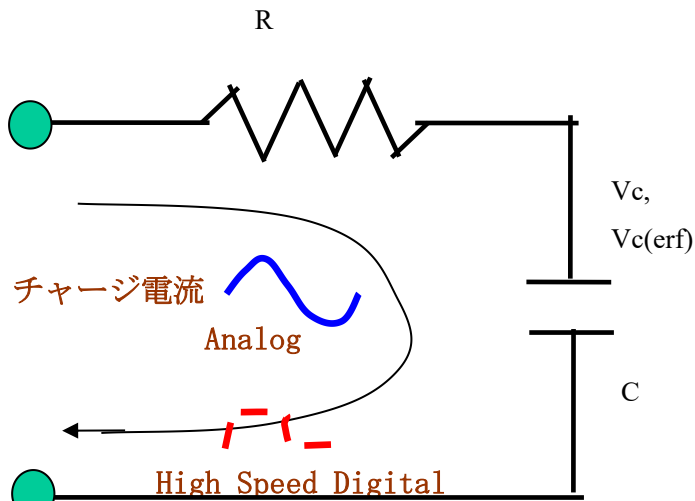 R
Vc,
Vc(erf)
チャージ電流
Analog
C
High Speed Digital